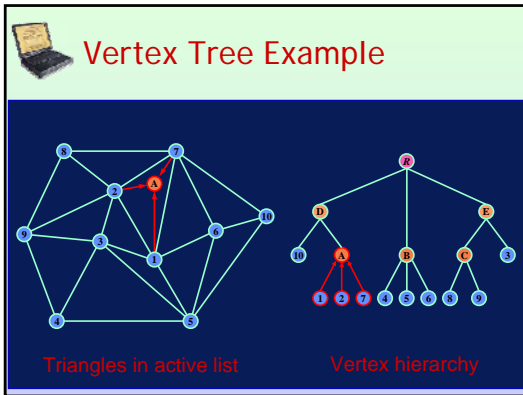 Vertex Tree Example
8 7 R
2 A
D E
10
9 3 6
1 10 A B C 3
1 2 7 4 5 6 8 9
4 5
Triangles in active list Vertex hierarchy